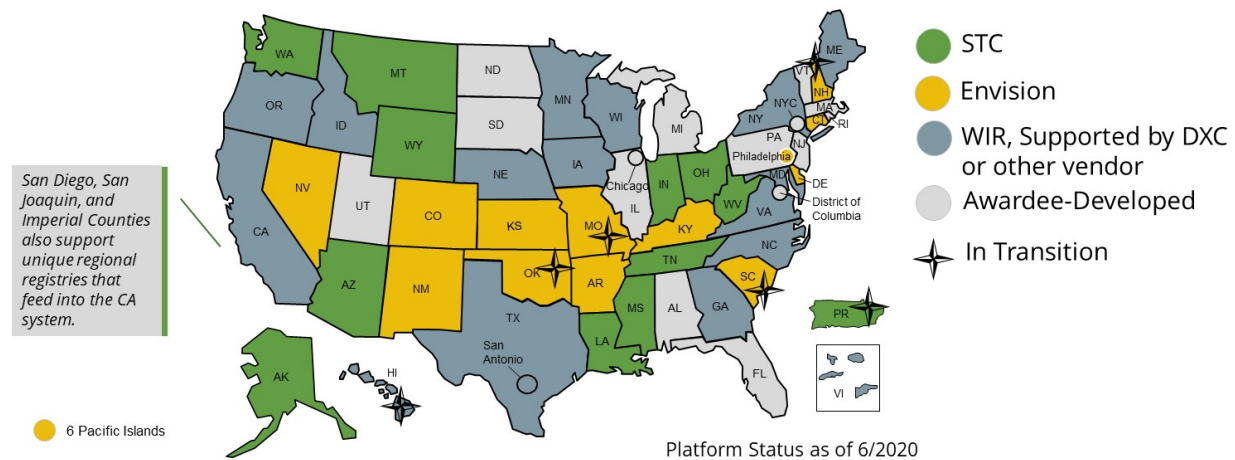 WA
MT
ND
MN
ME
VT
NH
MA
CT
RI
NYC
NY
OR
ID
SD
WI
MI
WY
PA
NJ
Philadelphia
IA
NE
Chicago
IL
IN
OH
MD
DE
District of
Columbia
WV
VA
NV
UT
CO
KS
MO
KY
CA
NC
TN
SC
OK
AR
AZ
NM
MS
AL
GA
TX
LA
San
Antonio
FL
AK
HI
PR
VI
STC
Envision
WIR, Supported by DXC
or other vendor
Awardee-Developed
In Transition
San Diego, San
Joaquin, and
Imperial Counties
also support
unique regional
registries that
feed into the CA
system.
6 Pacific Islands
Platform Status as of 6/2020